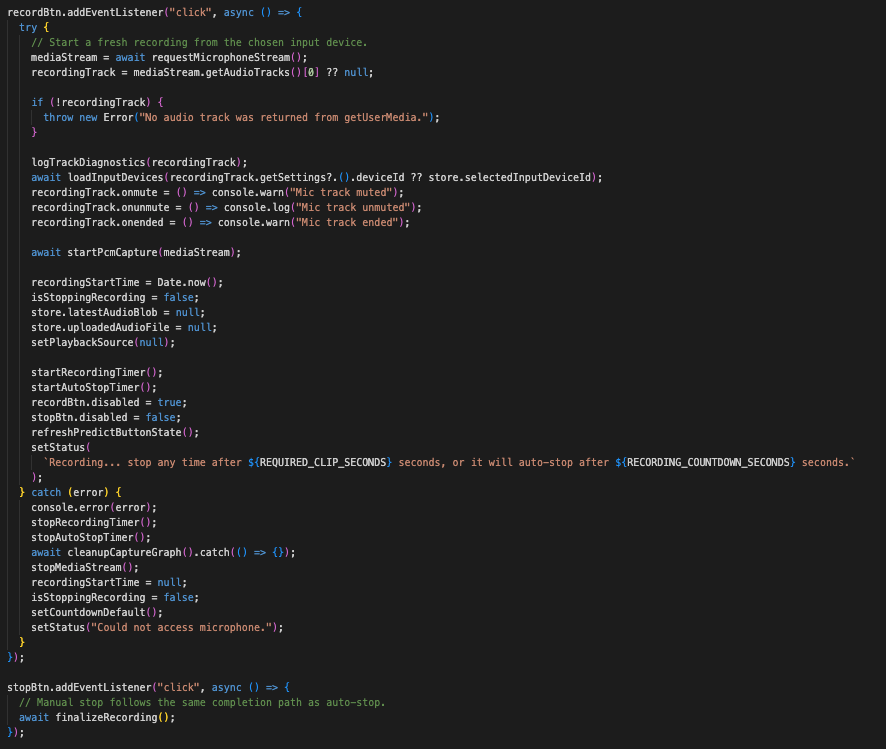 recordBtn.addEventListener("click", async () => {
  try {
    // Start a fresh recording from the chosen input device.
    mediaStream = await requestMicrophoneStream();
    recordingTrack = mediaStream.getAudioTracks()[0] ?? null;

    if (!recordingTrack) {
      throw new Error("No audio track was returned from getUserMedia.");
    }

    logTrackDiagnostics(recordingTrack);
    await loadInputDevices(recordingTrack.getSettings?.().deviceId ?? store.selectedInputDeviceId);
    recordingTrack.onmute = () => console.warn("Mic track muted");
    recordingTrack.onunmute = () => console.log("Mic track unmuted");
    recordingTrack.onended = () => console.warn("Mic track ended");

    await startPcmCapture(mediaStream);

    recordingStartTime = Date.now();
    isStoppingRecording = false;
    store.latestAudioBlob = null;
    store.uploadedAudioFile = null;
    setPlaybackSource(null);

    startRecordingTimer();
    startAutoStopTimer();
    recordBtn.disabled = true;
    stopBtn.disabled = false;
    refreshPredictButtonState();
    setStatus(
      `Recording... stop any time after ${REQUIRED_CLIP_SECONDS} seconds, or it will auto-stop after ${RECORDING_COUNTDOWN_SECONDS} seconds.`
    );
  } catch (error) {
    console.error(error);
    stopRecordingTimer();
    stopAutoStopTimer();
    await cleanupCaptureGraph().catch(() => {});
    stopMediaStream();
    recordingStartTime = null;
    isStoppingRecording = false;
    setCountdownDefault();
    setStatus("Could not access microphone.");
  }
});

stopBtn.addEventListener("click", async () => {
  // Manual stop follows the same completion path as auto-stop.
  await finalizeRecording();
});